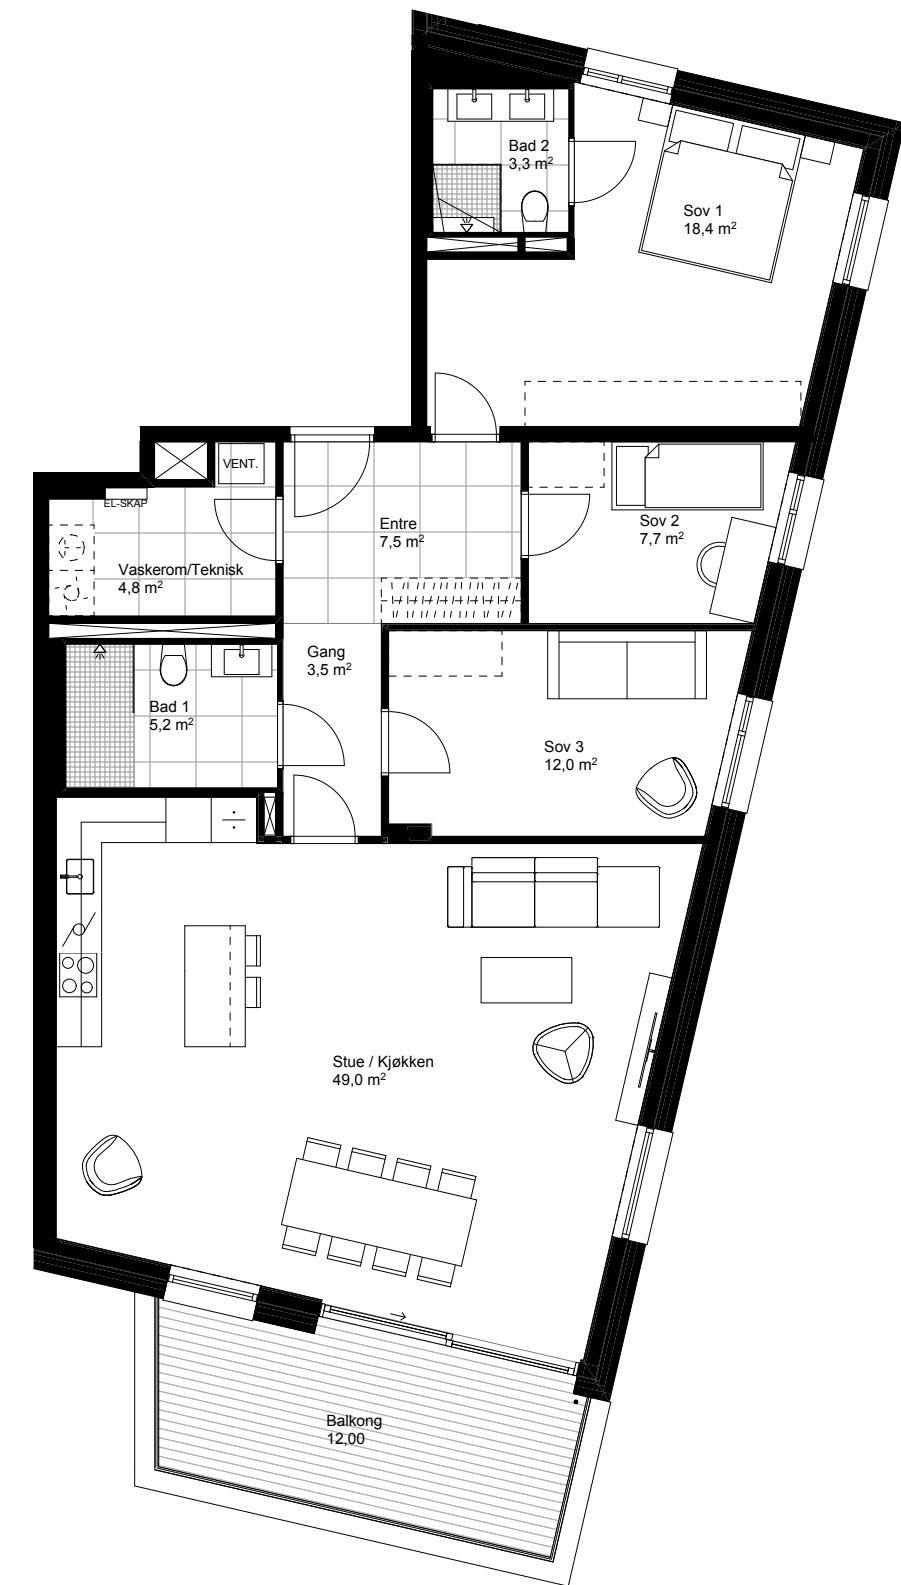 Bad 2
3,3 m²
Sov 1
18,4 m²
VENT.
EL-SKAP
Entre
7,5 m²
Sov 2
7,7 m²
Vaskerom/Teknisk
4,8 m²
Gang
3,5 m²
Bad 1
5,2 m²
Sov 3
12,0 m²
Stue / Kjøkken
49,0 m²
Balkong
12,00